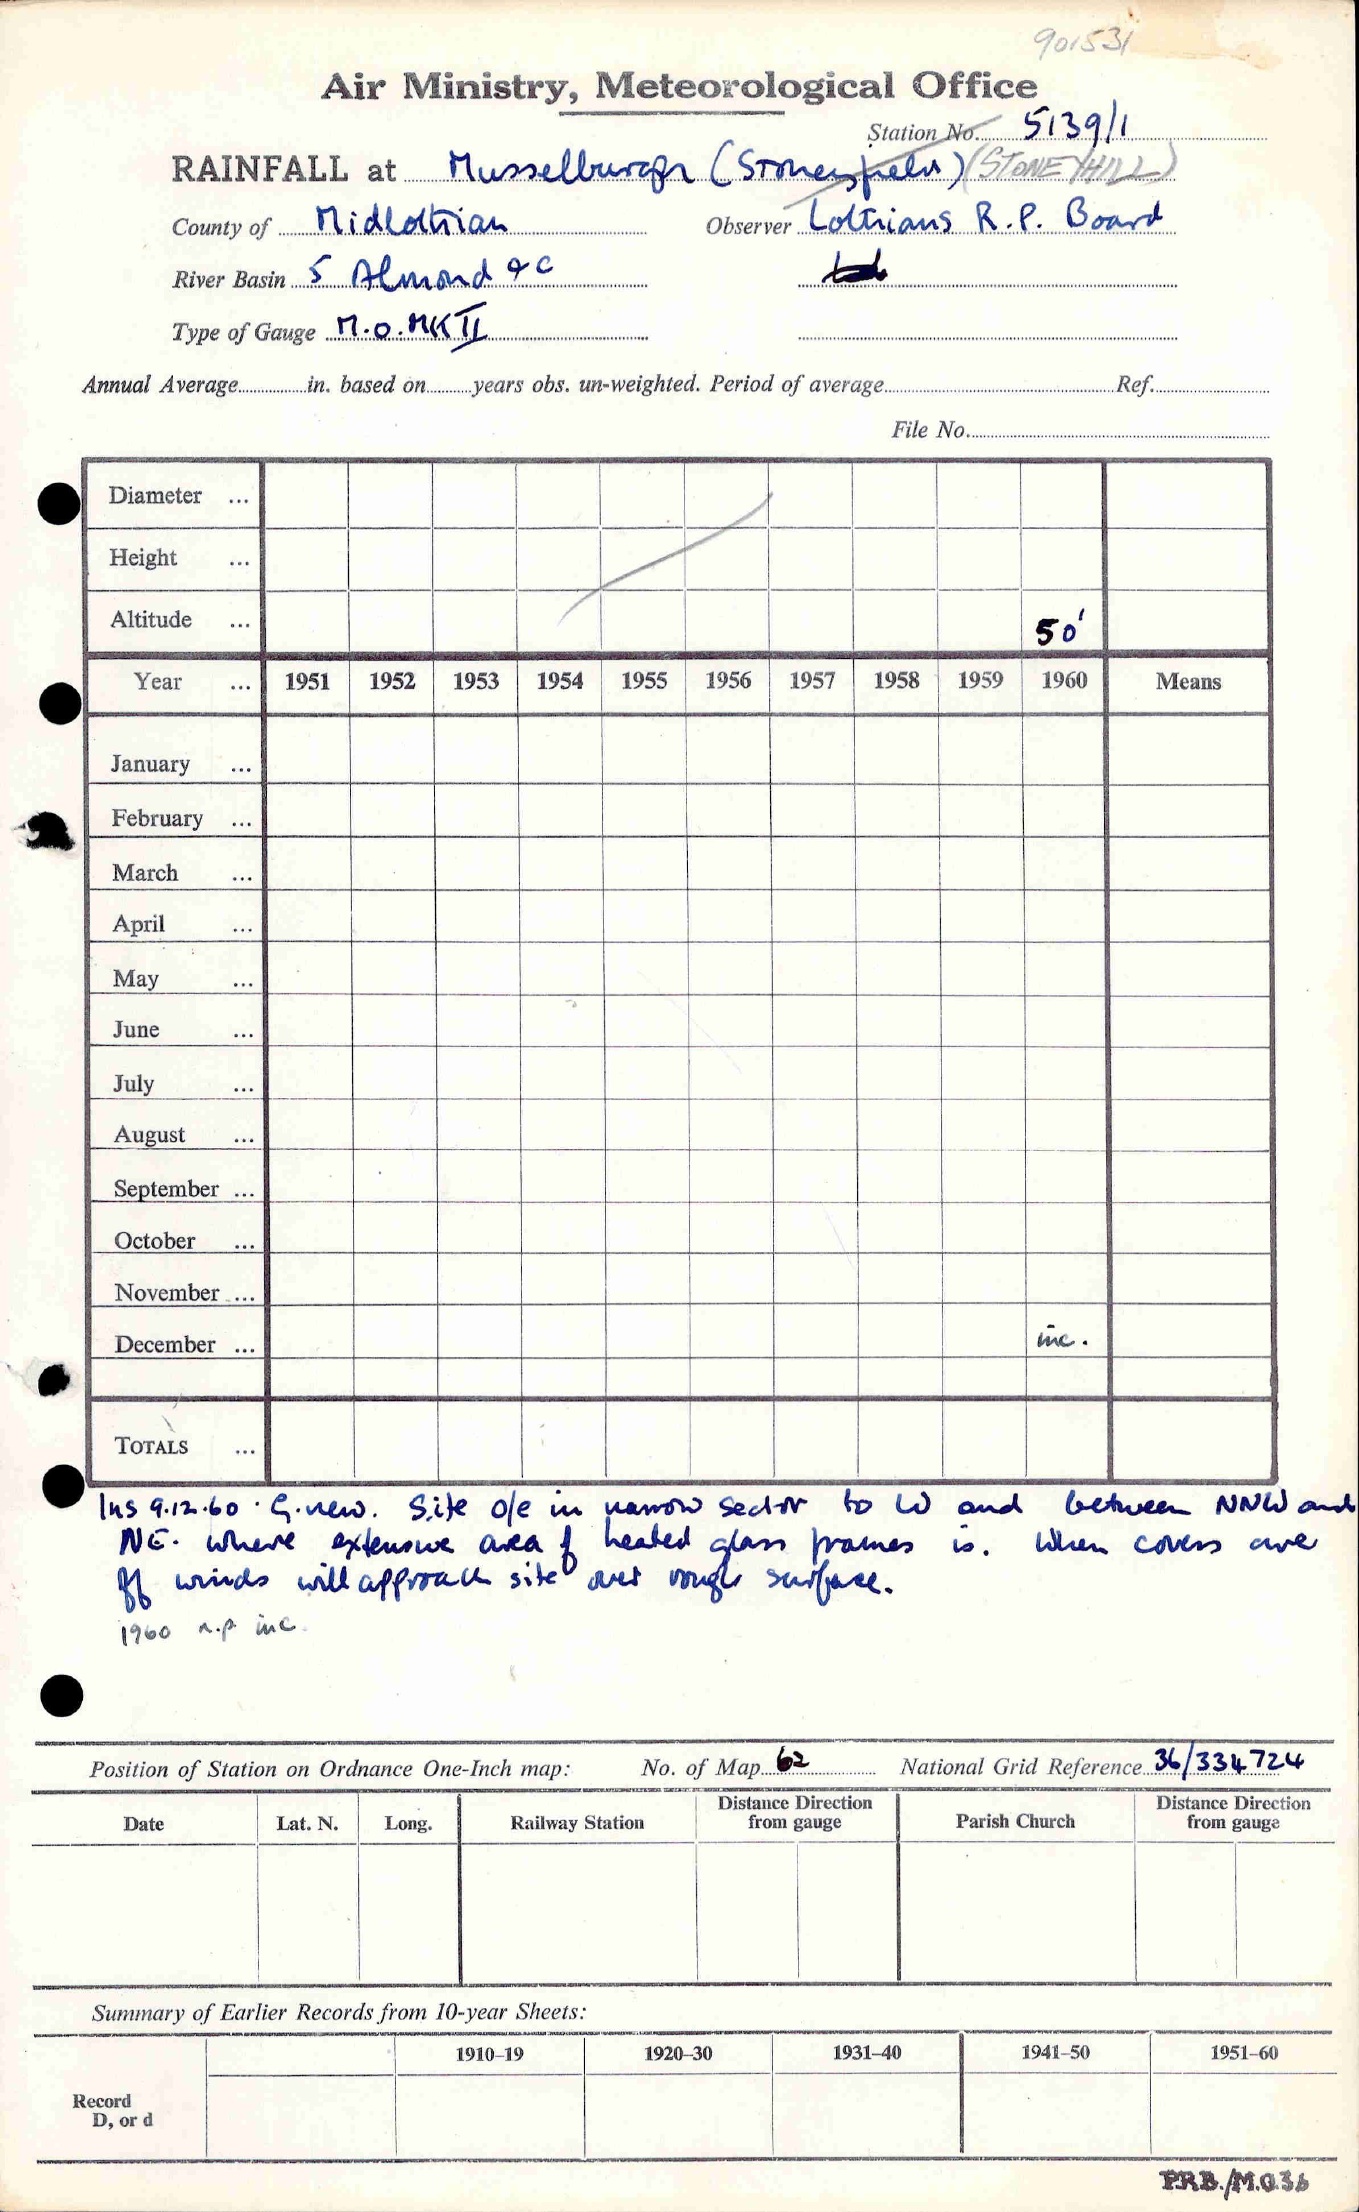 901531
Air Ministry, Meteorological Office
Station No. 5139/1
RAINFALL at Musselburgh (Stoneyfield) (STONEYHILL)
County of Midlothian Observer Lothians R.P. Board
River Basin 5 Almond &c
Type of Gauge M.O. MK II
Annual Average in. based on years obs. un-weighted. Period of average Ref.
File No.
Diameter ...
Height ...
Altitude ... 50'
Year ... 1951 1952 1953 1954 1955 1956 1957 1958 1959 1960 Means
January ...
February ...
March ...
April ...
May ...
June ...
July ...
August ...
September ...
October ...
November ...
December ... inc.
TOTALS ...
Ins 9.12.60. G. new. Site o/e in narrow sector to W and between NNW and
NE. where extensive area of heated glass frames is. When covers are
off winds will approach site over rough surface.
1960 n.p inc.
Position of Station on Ordnance One-Inch map: No. of Map 62 National Grid Reference 36/334724
Date Lat. N. Long. Railway Station Distance Direction from gauge Parish Church Distance Direction from gauge
Summary of Earlier Records from 10-year Sheets:
1910–19 1920–30 1931–40 1941–50 1951–60
Record
D, or d
P.R.B./M.O.36